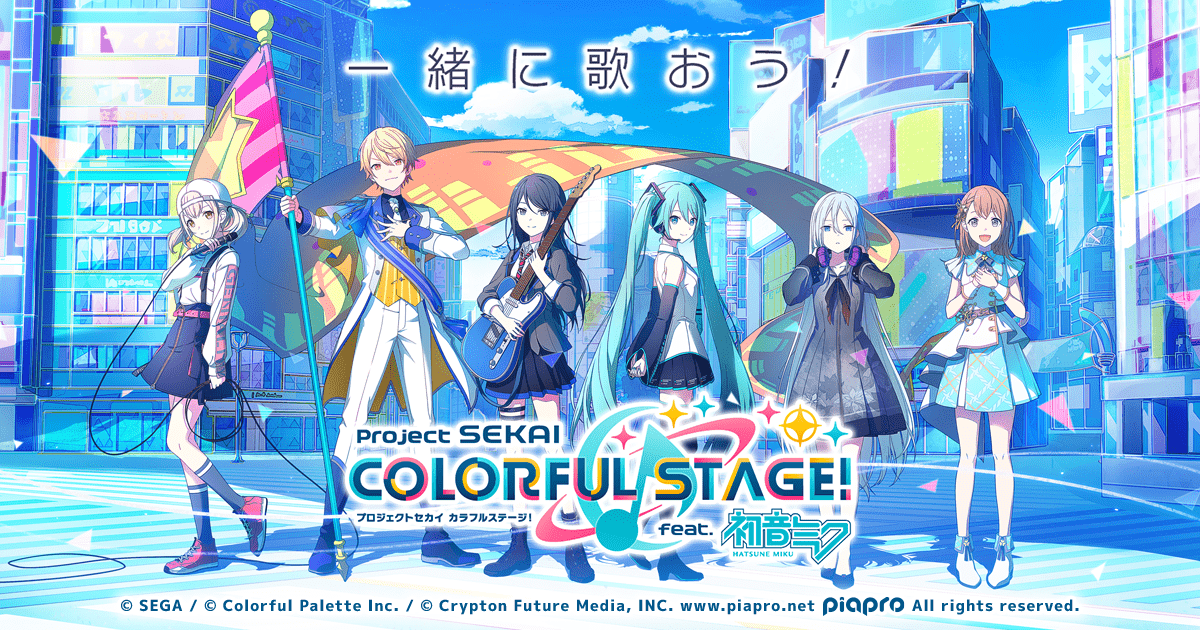 一緒に歌おう!
Project SEKAI
COLORFUL STAGE!
プロジェクトセカイ カラフルステージ!
feat. 初音ミク
HATSUNE MIKU
© SEGA / © Colorful Palette Inc. / © Crypton Future Media, INC. www.piapro.net piapro All rights reserved.